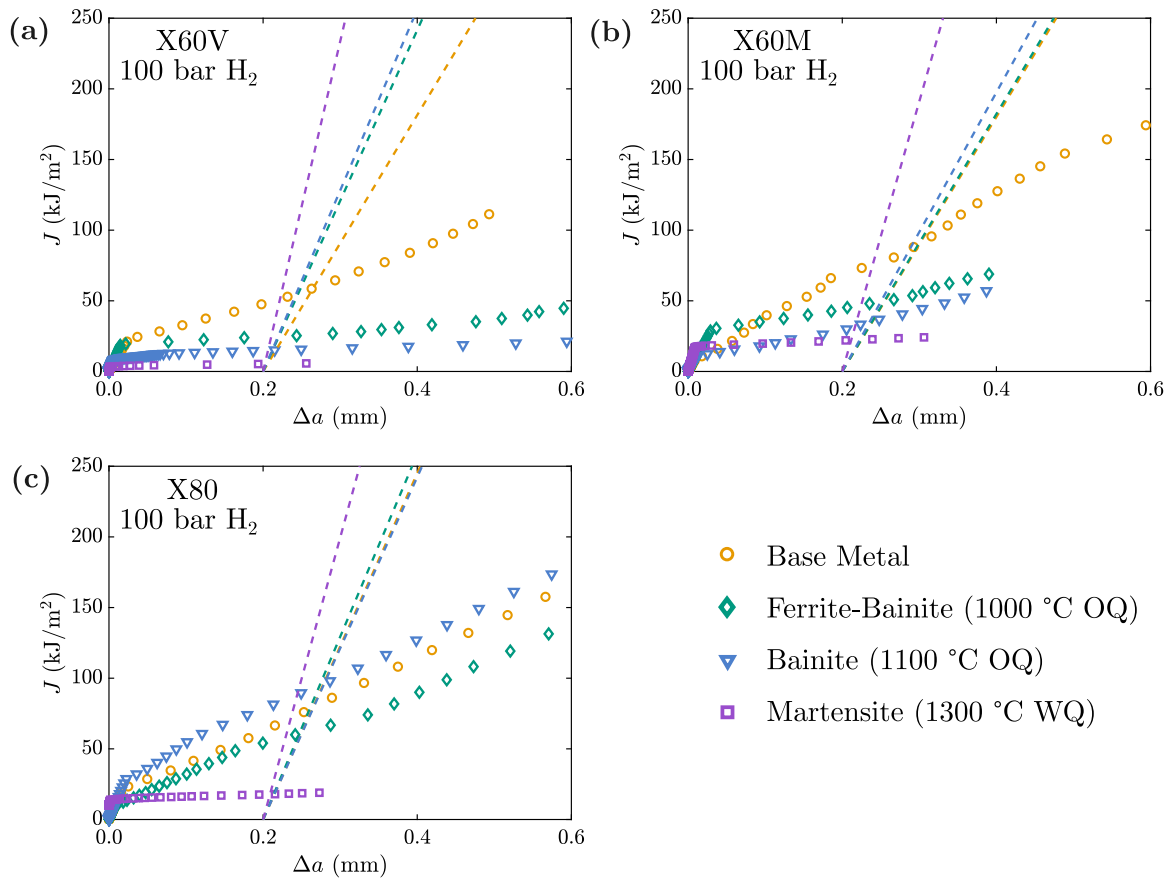 (a)
X60V
100 bar H₂
250
200
150
100
50
0
0.0
0.2
0.4
0.6
J (kJ/m²)
Δa (mm)
(b)
X60M
100 bar H₂
250
200
150
100
50
0
0.0
0.2
0.4
0.6
J (kJ/m²)
Δa (mm)
(c)
X80
100 bar H₂
250
200
150
100
50
0
0.0
0.2
0.4
0.6
J (kJ/m²)
Δa (mm)
Base Metal
Ferrite-Bainite (1000 °C OQ)
Bainite (1100 °C OQ)
Martensite (1300 °C WQ)